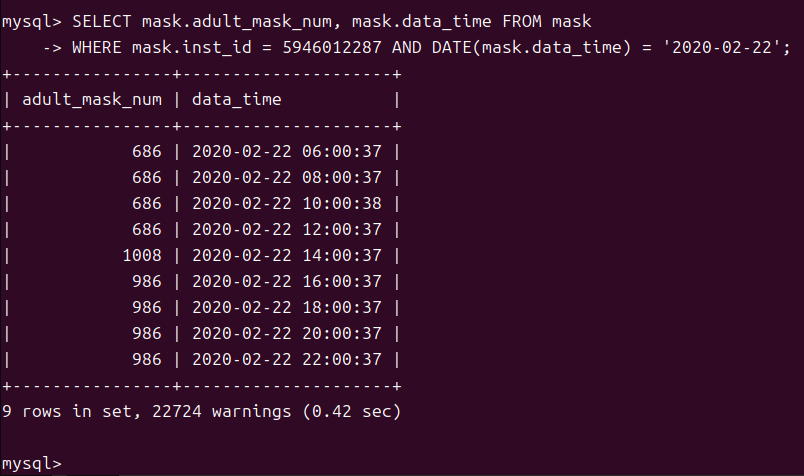 mysql> SELECT mask.adult_mask_num, mask.data_time FROM mask
    -> WHERE mask.inst_id = 5946012287 AND DATE(mask.data_time) = '2020-02-22';
+----------------+---------------------+
| adult_mask_num | data_time           |
+----------------+---------------------+
|            686 | 2020-02-22 06:00:37 |
|            686 | 2020-02-22 08:00:37 |
|            686 | 2020-02-22 10:00:38 |
|            686 | 2020-02-22 12:00:37 |
|           1008 | 2020-02-22 14:00:37 |
|            986 | 2020-02-22 16:00:37 |
|            986 | 2020-02-22 18:00:37 |
|            986 | 2020-02-22 20:00:37 |
|            986 | 2020-02-22 22:00:37 |
+----------------+---------------------+
9 rows in set, 22724 warnings (0.42 sec)

mysql>